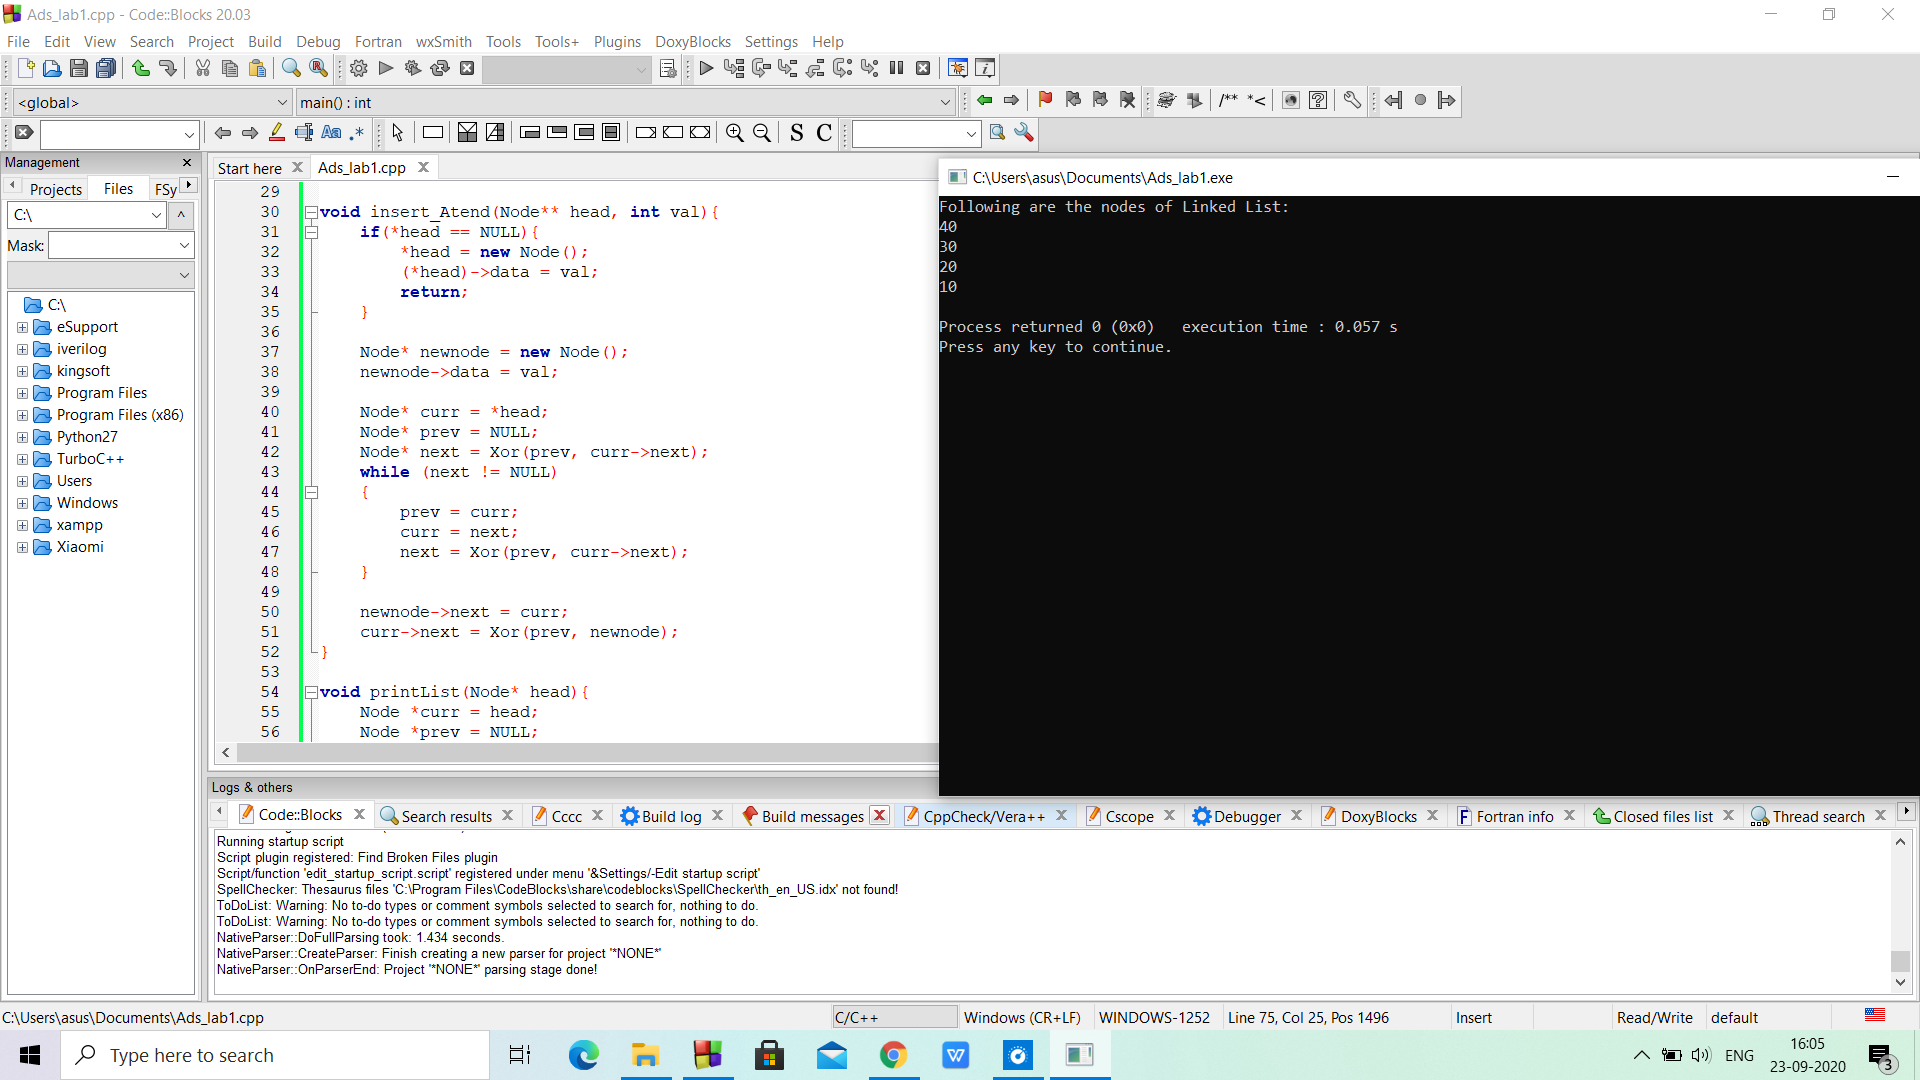 Ads_lab1.cpp - Code::Blocks 20.03
File Edit View Search Project Build Debug Fortran wxSmith Tools Tools+ Plugins DoxyBlocks Settings Help
<global> main() : int
/** *<
Aa .* S C
Management
Projects Files FSy
C:\
Mask:
C:\
eSupport
iverilog
kingsoft
Program Files
Program Files (x86)
Python27
TurboC++
Users
Windows
xampp
Xiaomi
Start here Ads_lab1.cpp
29
30 void insert_Atend(Node** head, int val){
31 if(*head == NULL){
32 *head = new Node();
33 (*head)->data = val;
34 return;
35 }
36
37 Node* newnode = new Node();
38 newnode->data = val;
39
40 Node* curr = *head;
41 Node* prev = NULL;
42 Node* next = Xor(prev, curr->next);
43 while (next != NULL)
44 {
45 prev = curr;
46 curr = next;
47 next = Xor(prev, curr->next);
48 }
49
50 newnode->next = curr;
51 curr->next = Xor(prev, newnode);
52 }
53
54 void printList(Node* head){
55 Node *curr = head;
56 Node *prev = NULL;
C:\Users\asus\Documents\Ads_lab1.exe
Following are the nodes of Linked List:
40
30
20
10
Process returned 0 (0x0) execution time : 0.057 s
Press any key to continue.
Logs & others
Code::Blocks Search results Cccc Build log Build messages CppCheck/Vera++ Cscope Debugger DoxyBlocks Fortran info Closed files list Thread search
Running startup script
Script plugin registered: Find Broken Files plugin
Script/function 'edit_startup_script.script' registered under menu '&Settings/-Edit startup script'
SpellChecker: Thesaurus files 'C:\Program Files\CodeBlocks\share\codeblocks\SpellChecker\th_en_US.idx' not found!
ToDoList: Warning: No to-do types or comment symbols selected to search for, nothing to do.
ToDoList: Warning: No to-do types or comment symbols selected to search for, nothing to do.
NativeParser::DoFullParsing took: 1.434 seconds.
NativeParser::CreateParser: Finish creating a new parser for project '*NONE*'
NativeParser::OnParserEnd: Project '*NONE*' parsing stage done!
C:\Users\asus\Documents\Ads_lab1.cpp C/C++ Windows (CR+LF) WINDOWS-1252 Line 75, Col 25, Pos 1496 Insert Read/Write default
Type here to search
ENG
16:05
23-09-2020
3